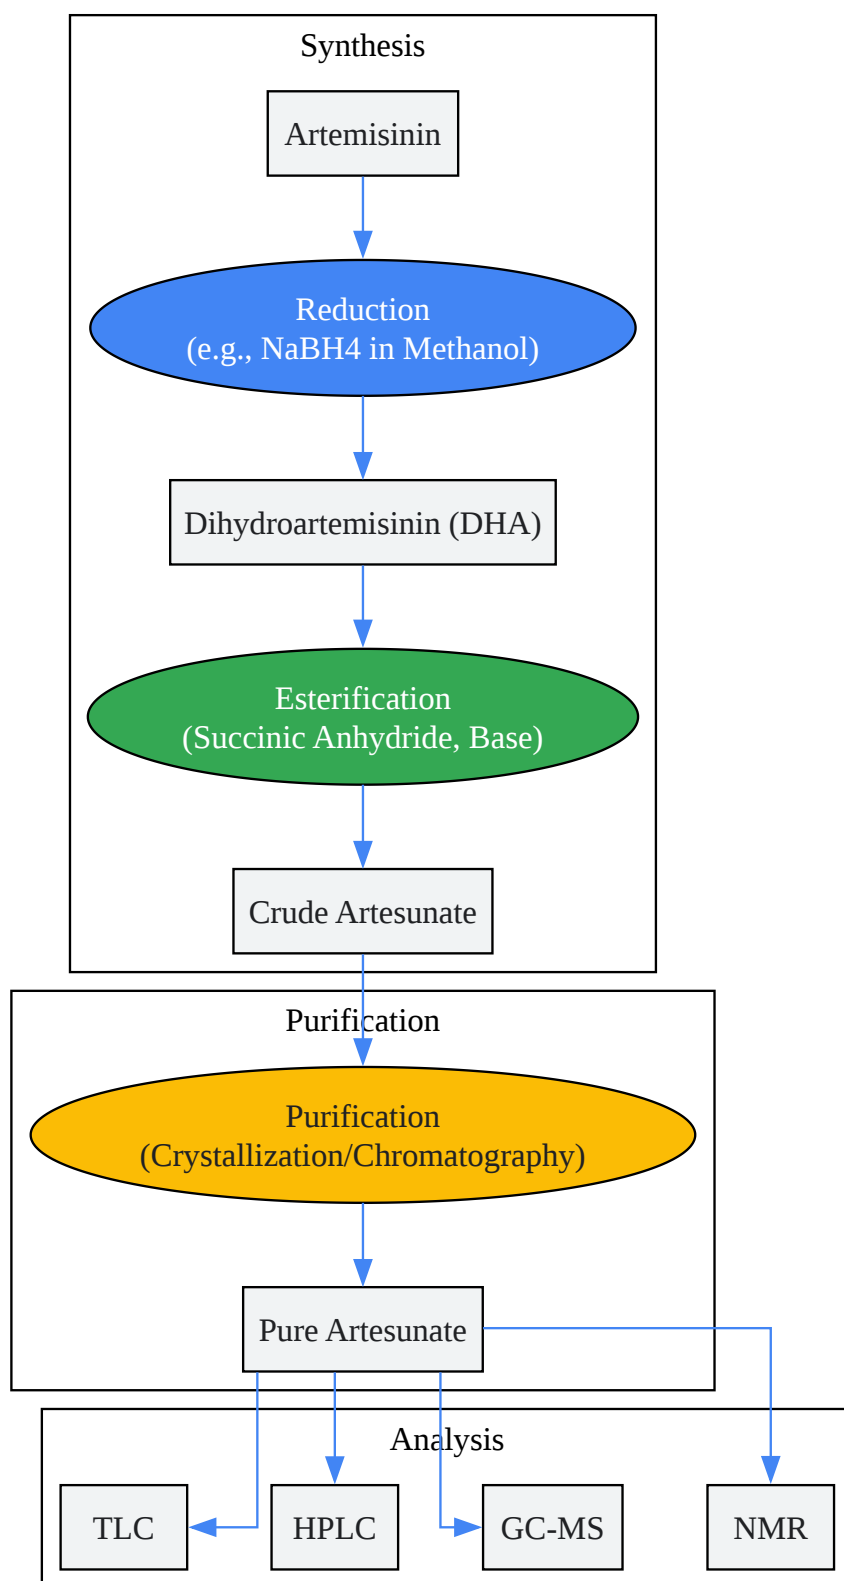 Synthesis
Artemisinin
Reduction
(e.g., NaBH4 in Methanol)
Dihydroartemisinin (DHA)
Esterification
(Succinic Anhydride, Base)
Crude Artesunate
Purification
Purification
(Crystallization/Chromatography)
Pure Artesunate
Analysis
TLC
HPLC
GC-MS
NMR